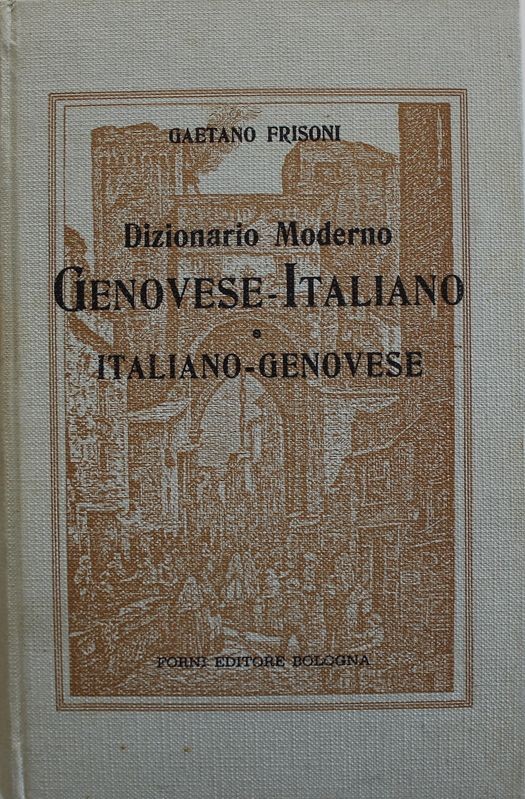 GAETANO FRISONI
Dizionario Moderno
GENOVESE-ITALIANO
•
ITALIANO-GENOVESE
FORNI EDITORE BOLOGNA